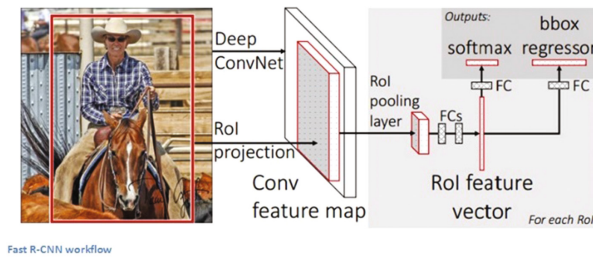 Deep
ConvNet
RoI
projection
Conv
feature map
RoI
pooling
layer
FCs
Outputs:
softmax
bbox
regressor
FC
FC
RoI feature
vector
For each RoI
Fast R-CNN workflow